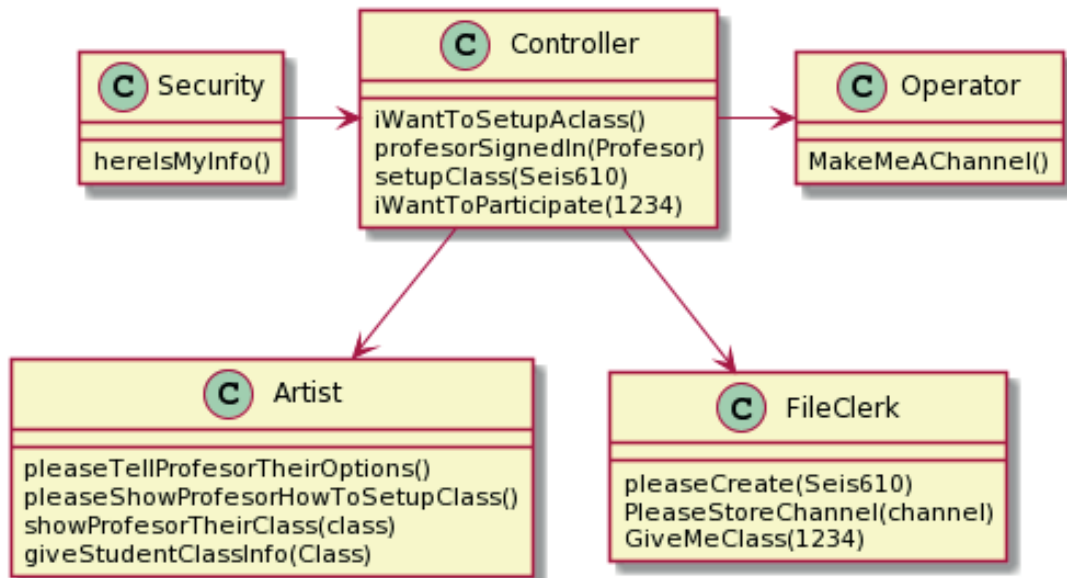 C Security
hereIsMyInfo()
C Controller
iWantToSetupAclass()
profesorSignedIn(Profesor)
setupClass(Seis610)
iWantToParticipate(1234)
C Operator
MakeMeAChannel()
C Artist
pleaseTellProfesorTheirOptions()
pleaseShowProfesorHowToSetupClass()
showProfesorTheirClass(class)
giveStudentClassInfo(Class)
C FileClerk
pleaseCreate(Seis610)
PleaseStoreChannel(channel)
GiveMeClass(1234)